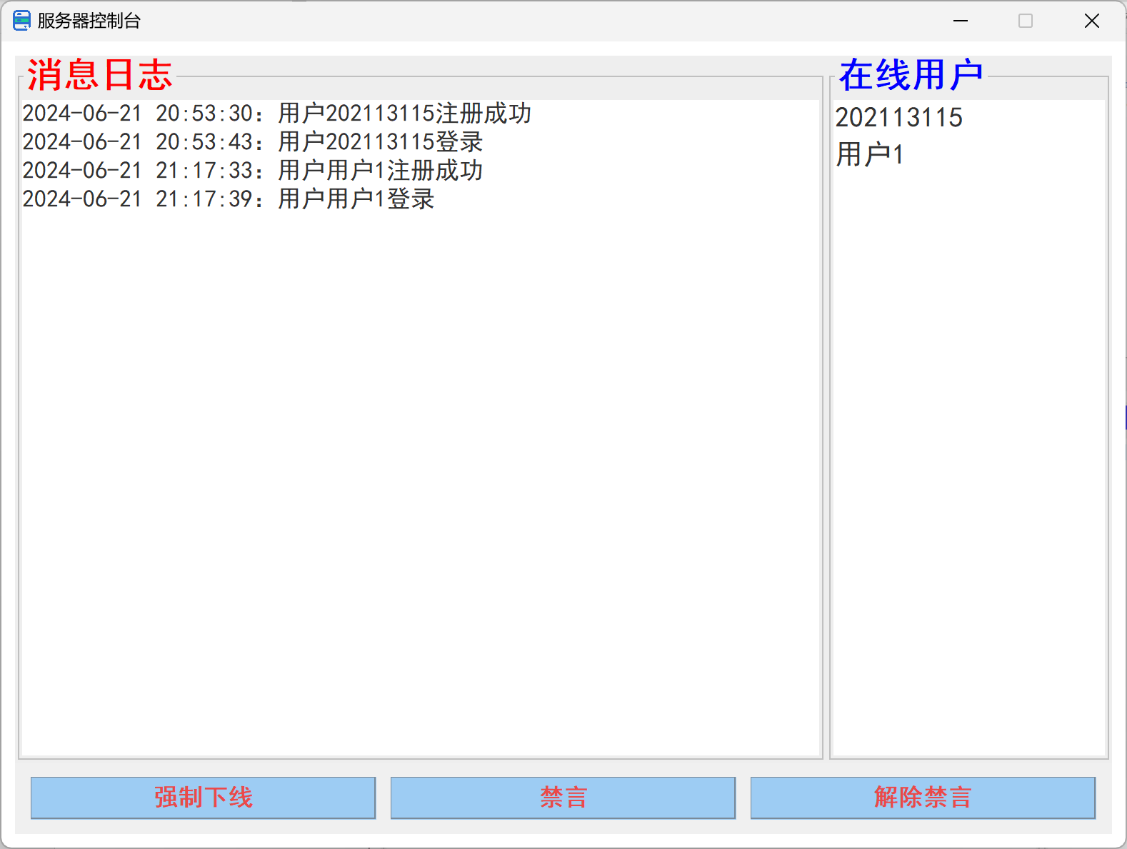 服务器控制台
消息日志
2024-06-21 20:53:30：用户202113115注册成功
2024-06-21 20:53:43：用户202113115登录
2024-06-21 21:17:33：用户用户1注册成功
2024-06-21 21:17:39：用户用户1登录
在线用户
202113115
用户1
强制下线
禁言
解除禁言